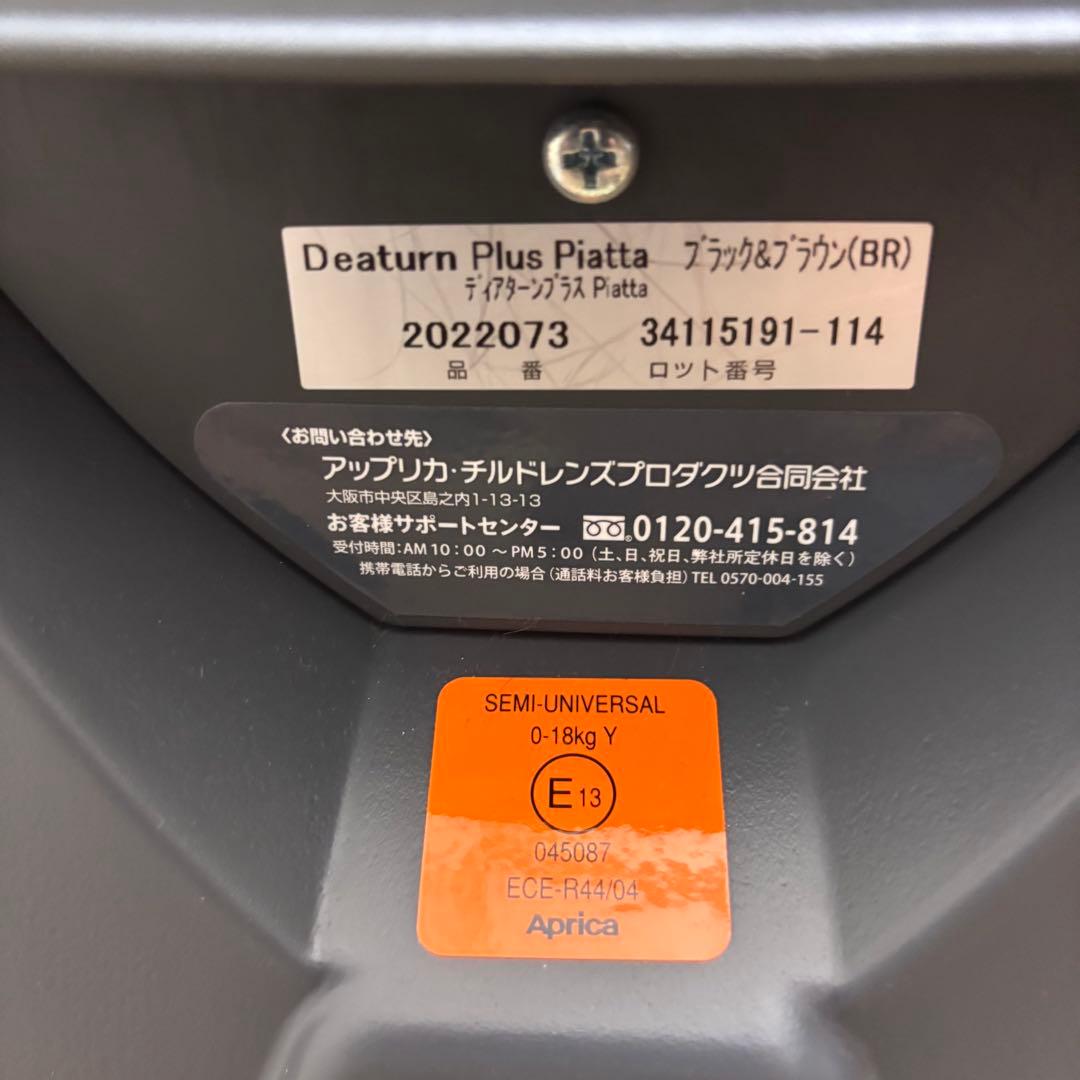 Deaturn Plus Piatta ブラック&ブラウン(BR)
ディアターンプラス Piatta
2022073 34115191-114
品番 ロット番号
〈お問い合わせ先〉
アップリカ・チルドレンズプロダクツ合同会社
大阪市中央区島之内1-13-13
お客様サポートセンター 0120-415-814
受付時間:AM10:00~PM5:00(土、日、祝日、弊社所定休日を除く)
携帯電話からご利用の場合(通話料お客様負担)TEL 0570-004-155
SEMI-UNIVERSAL
0-18kg Y
E 13
045087
ECE-R44/04
Aprica